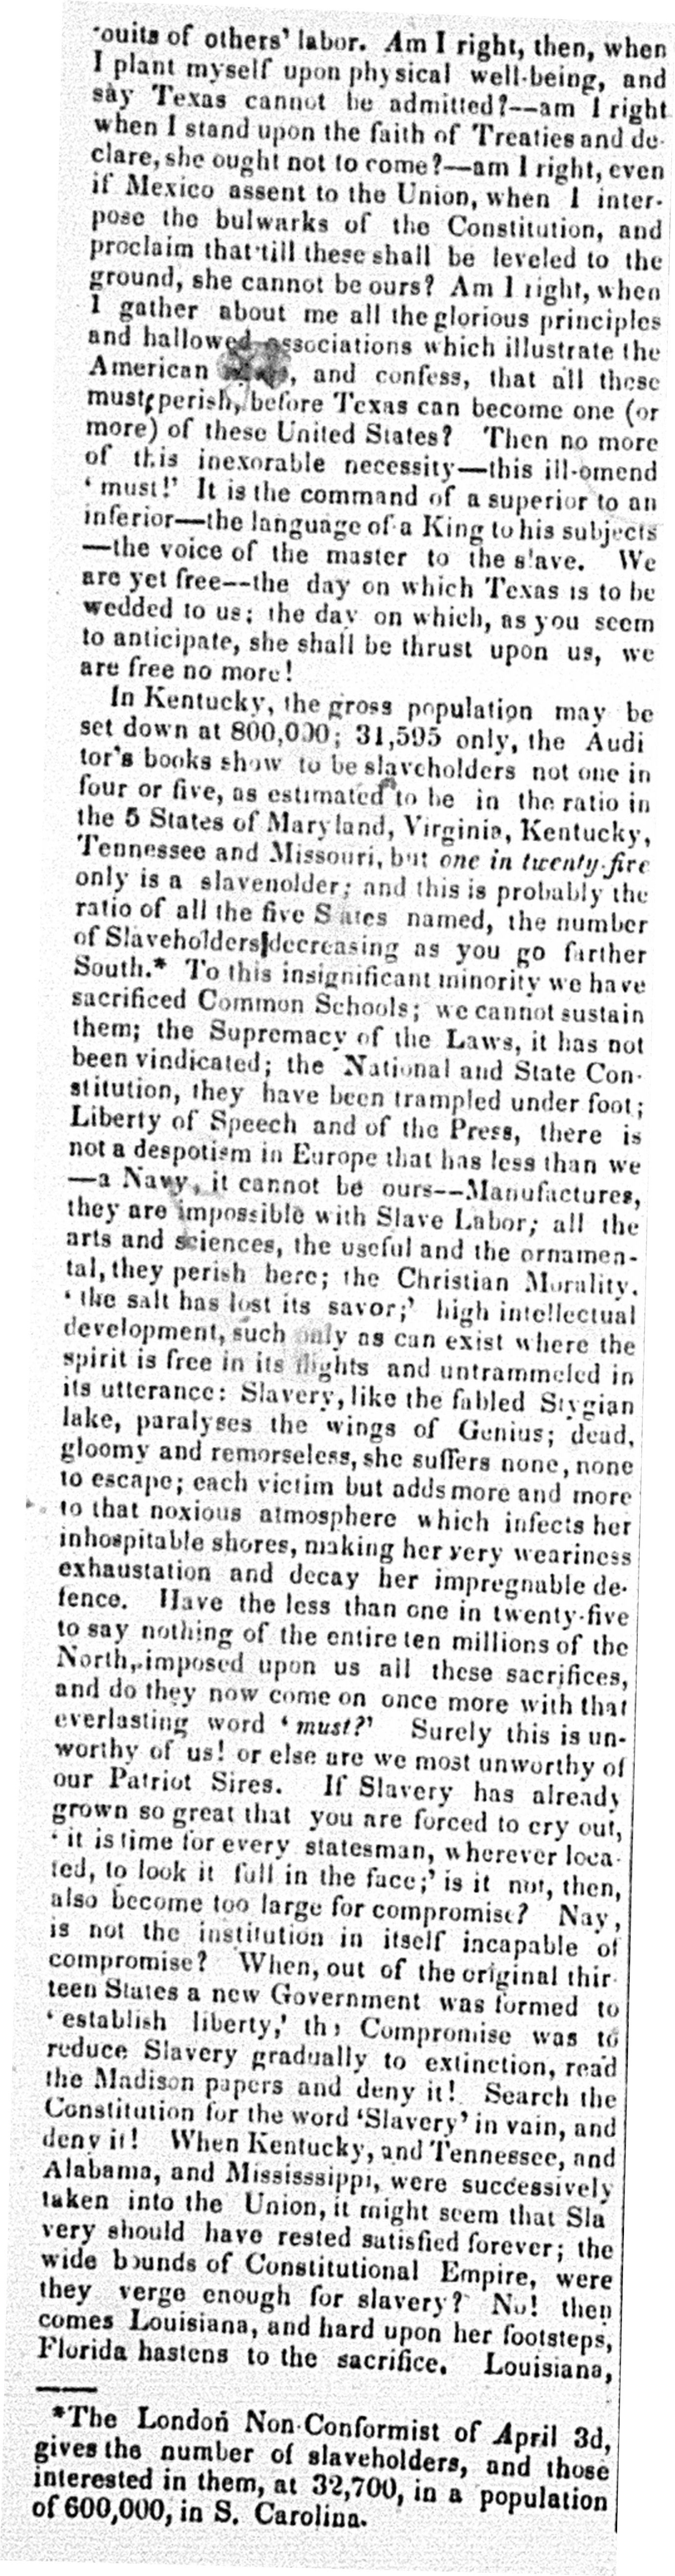 ouits of others' labor. Am I right, then, when
I plant myself upon physical well-being, and
say Texas cannot be admitted?--am I right
when I stand upon the faith of Treaties and de-
clare, she ought not to come?—am I right, even
if Mexico assent to the Union, when I inter-
pose the bulwarks of the Constitution, and
proclaim that till these shall be leveled to the
ground, she cannot be ours? Am I right, when
I gather about me all the glorious principles
and hallowed associations which illustrate the
American , and confess, that all these
must perish, before Texas can become one (or
more) of these United States? Then no more
of this inexorable necessity—this ill-omend
'must!' It is the command of a superior to an
inferior—the language of a King to his subjects
—the voice of the master to the slave. We
are yet free--the day on which Texas is to be
wedded to us; the day on which, as you seem
to anticipate, she shall be thrust upon us, we
are free no more!
In Kentucky, the gross population may be
set down at 800,000; 31,595 only, the Audi
tor's books show to be slaveholders not one in
four or five, as estimated to be in the ratio in
the 5 States of Maryland, Virginia, Kentucky,
Tennessee and Missouri, but one in twenty-five
only is a slaveholder; and this is probably the
ratio of all the five States named, the number
of Slaveholders decreasing as you go farther
South.* To this insignificant minority we have
sacrificed Common Schools; we cannot sustain
them; the Supremacy of the Laws, it has not
been vindicated; the National and State Con-
stitution, they have been trampled under foot;
Liberty of Speech and of the Press, there is
not a despotism in Europe that has less than we
—a Navy, it cannot be ours--Manufactures,
they are impossible with Slave Labor; all the
arts and sciences, the useful and the ornamen-
tal, they perish here; the Christian Morality,
'the salt has lost its savor;' high intellectual
development, such only as can exist where the
spirit is free in its flights and untrammeled in
its utterance: Slavery, like the fabled Stygian
lake, paralyses the wings of Genius; dead,
gloomy and remorseless, she suffers none, none
to escape; each victim but adds more and more
to that noxious atmosphere which infects her
inhospitable shores, making her very weariness
exhaustation and decay her impregnable de-
fence. Have the less than one in twenty-five
to say nothing of the entire ten millions of the
North, imposed upon us all these sacrifices,
and do they now come on once more with that
everlasting word 'must?' Surely this is un-
worthy of us! or else are we most unworthy of
our Patriot Sires. If Slavery has already
grown so great that you are forced to cry out,
'it is time for every statesman, wherever loca-
ted, to look it full in the face;' is it not, then,
also become too large for compromise? Nay,
is not the institution in itself incapable of
compromise? When, out of the original thir
teen States a new Government was formed to
'establish liberty,' the Compromise was to
reduce Slavery gradually to extinction, read
the Madison papers and deny it! Search the
Constitution for the word 'Slavery' in vain, and
deny it! When Kentucky, and Tennessee, and
Alabama, and Mississsippi, were successively
taken into the Union, it might seem that Sla
very should have rested satisfied forever; the
wide bounds of Constitutional Empire, were
they verge enough for slavery? No! then
comes Louisiana, and hard upon her footsteps,
Florida hastens to the sacrifice. Louisiana,
*The London Non-Conformist of April 3d,
gives the number of slaveholders, and those
interested in them, at 32,700, in a population
of 600,000, in S. Carolina.